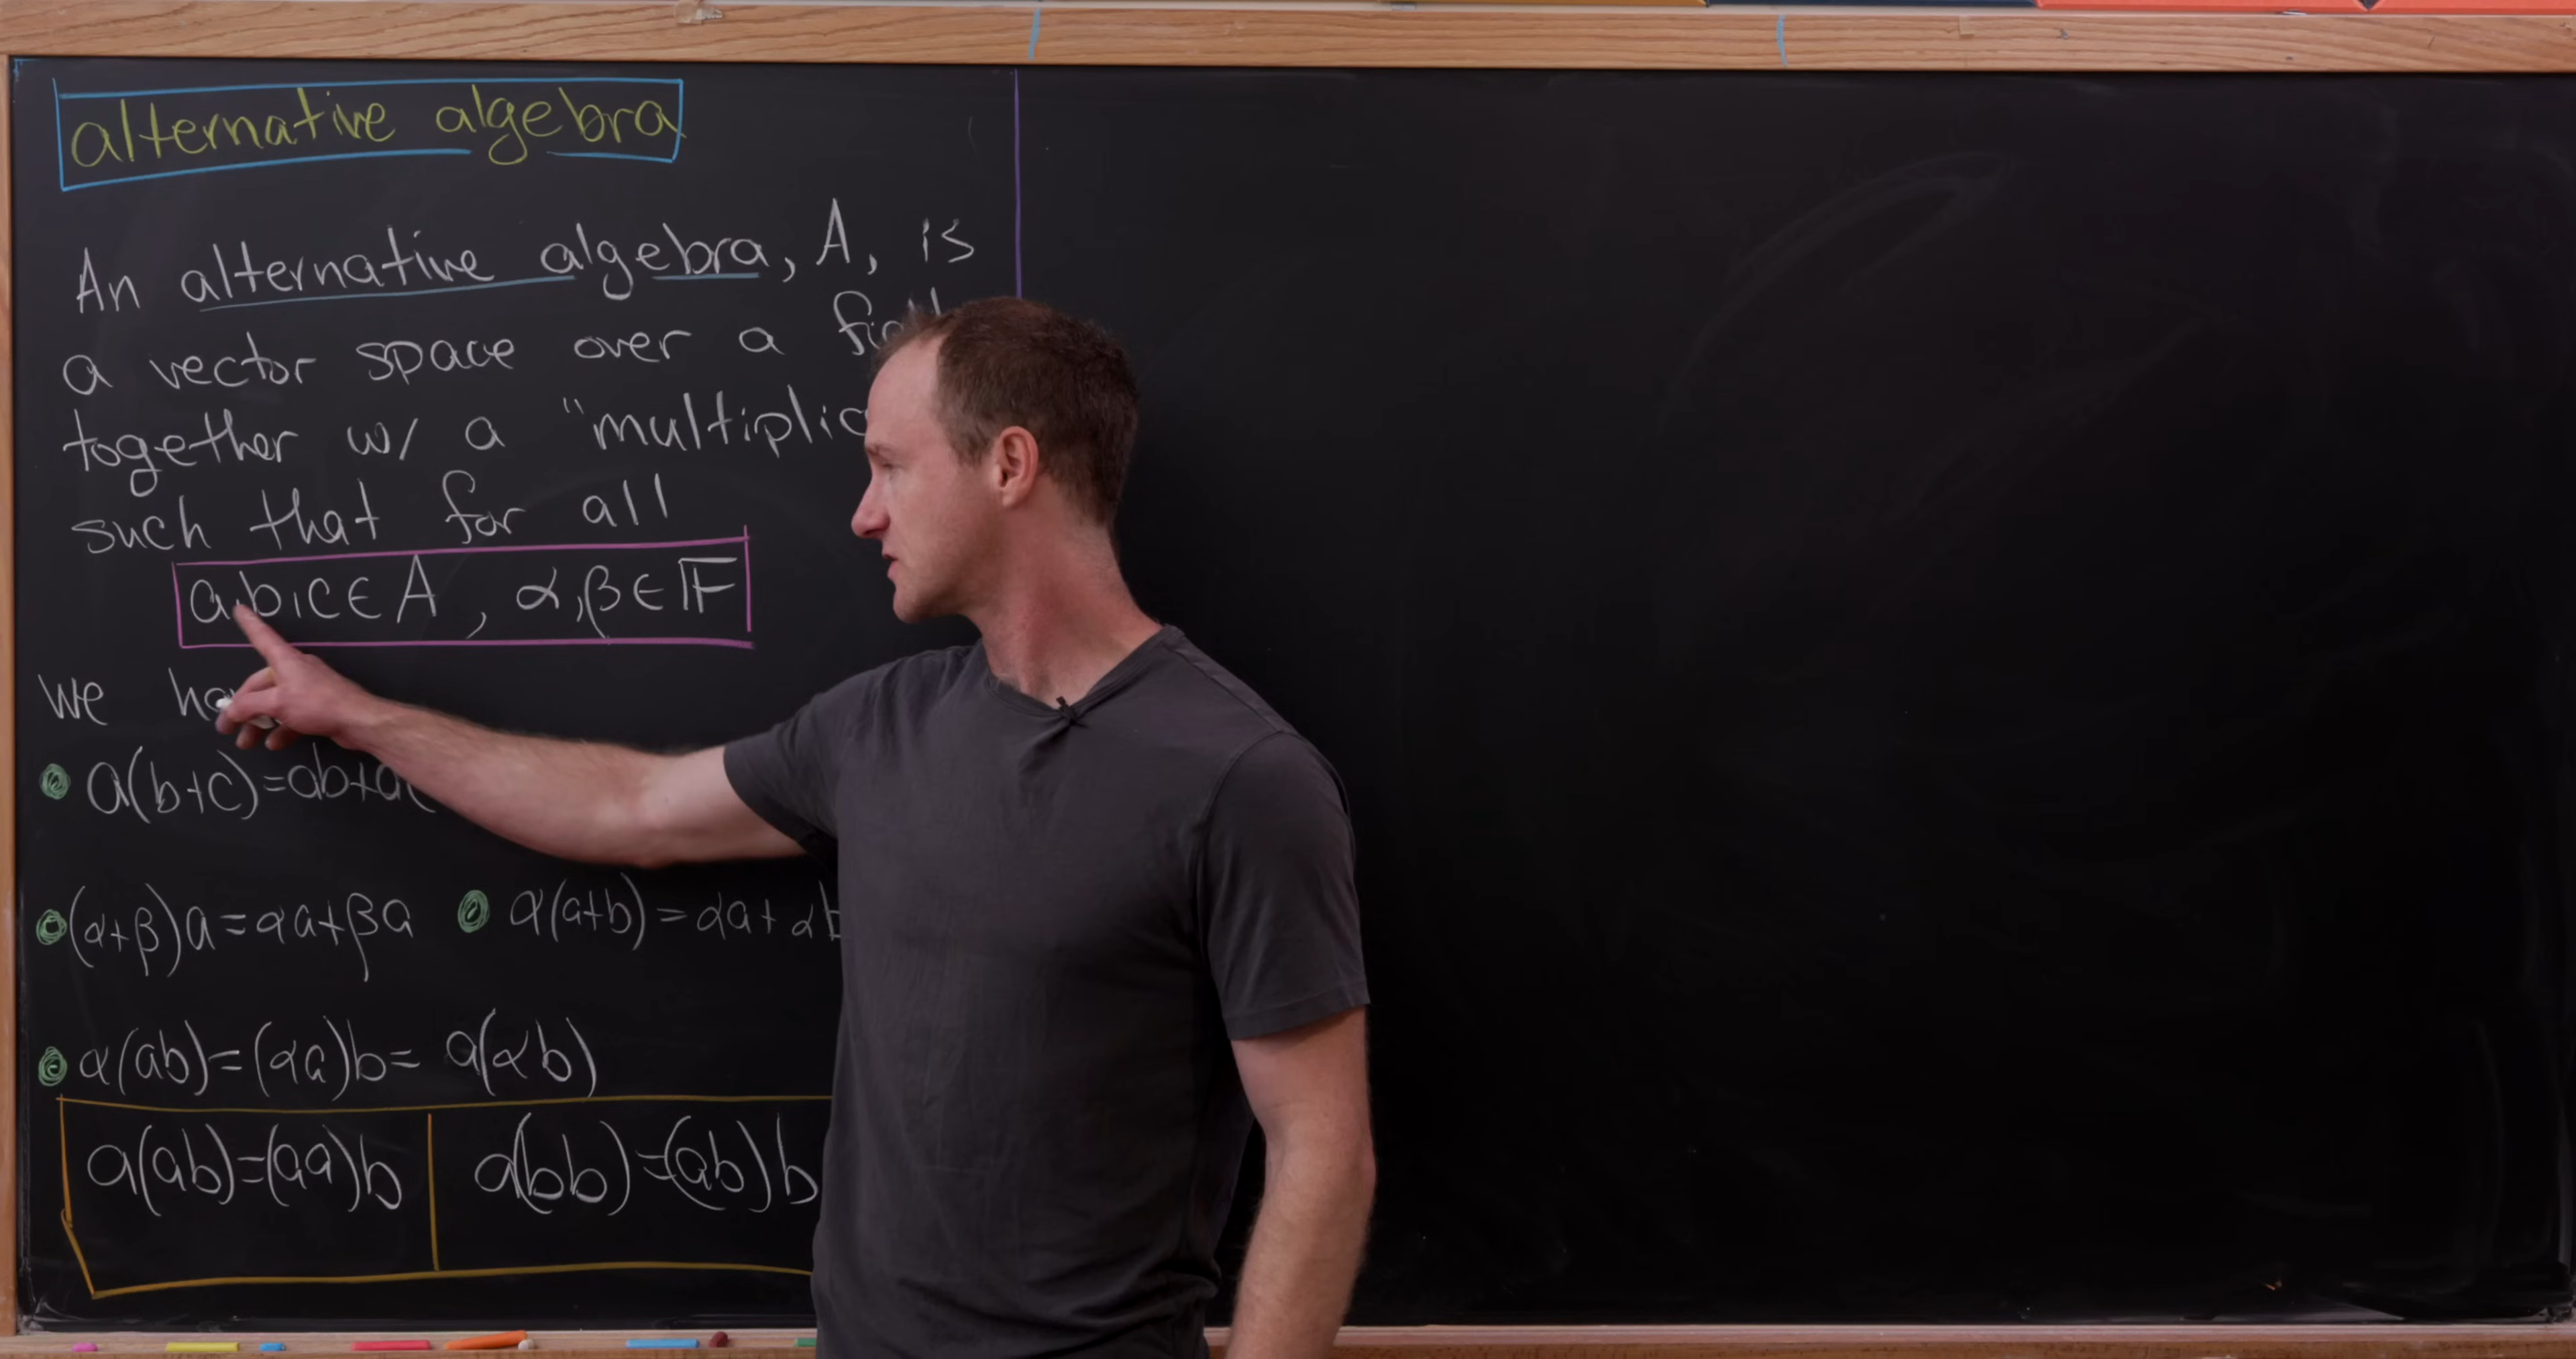 alternative algebra
An alternative algebra, A, is
a vector space over a
together w/ a "multiplic
such that for all
a,b,c∈A, α,β∈𝔽
we
a(b+c)=ab+a
(α+β)a=αa+βa
α(a+b)=αa+αb
α(ab)=(αa)b=a(αb)
a(ab)=(aa)b
a(bb)=(ab)b